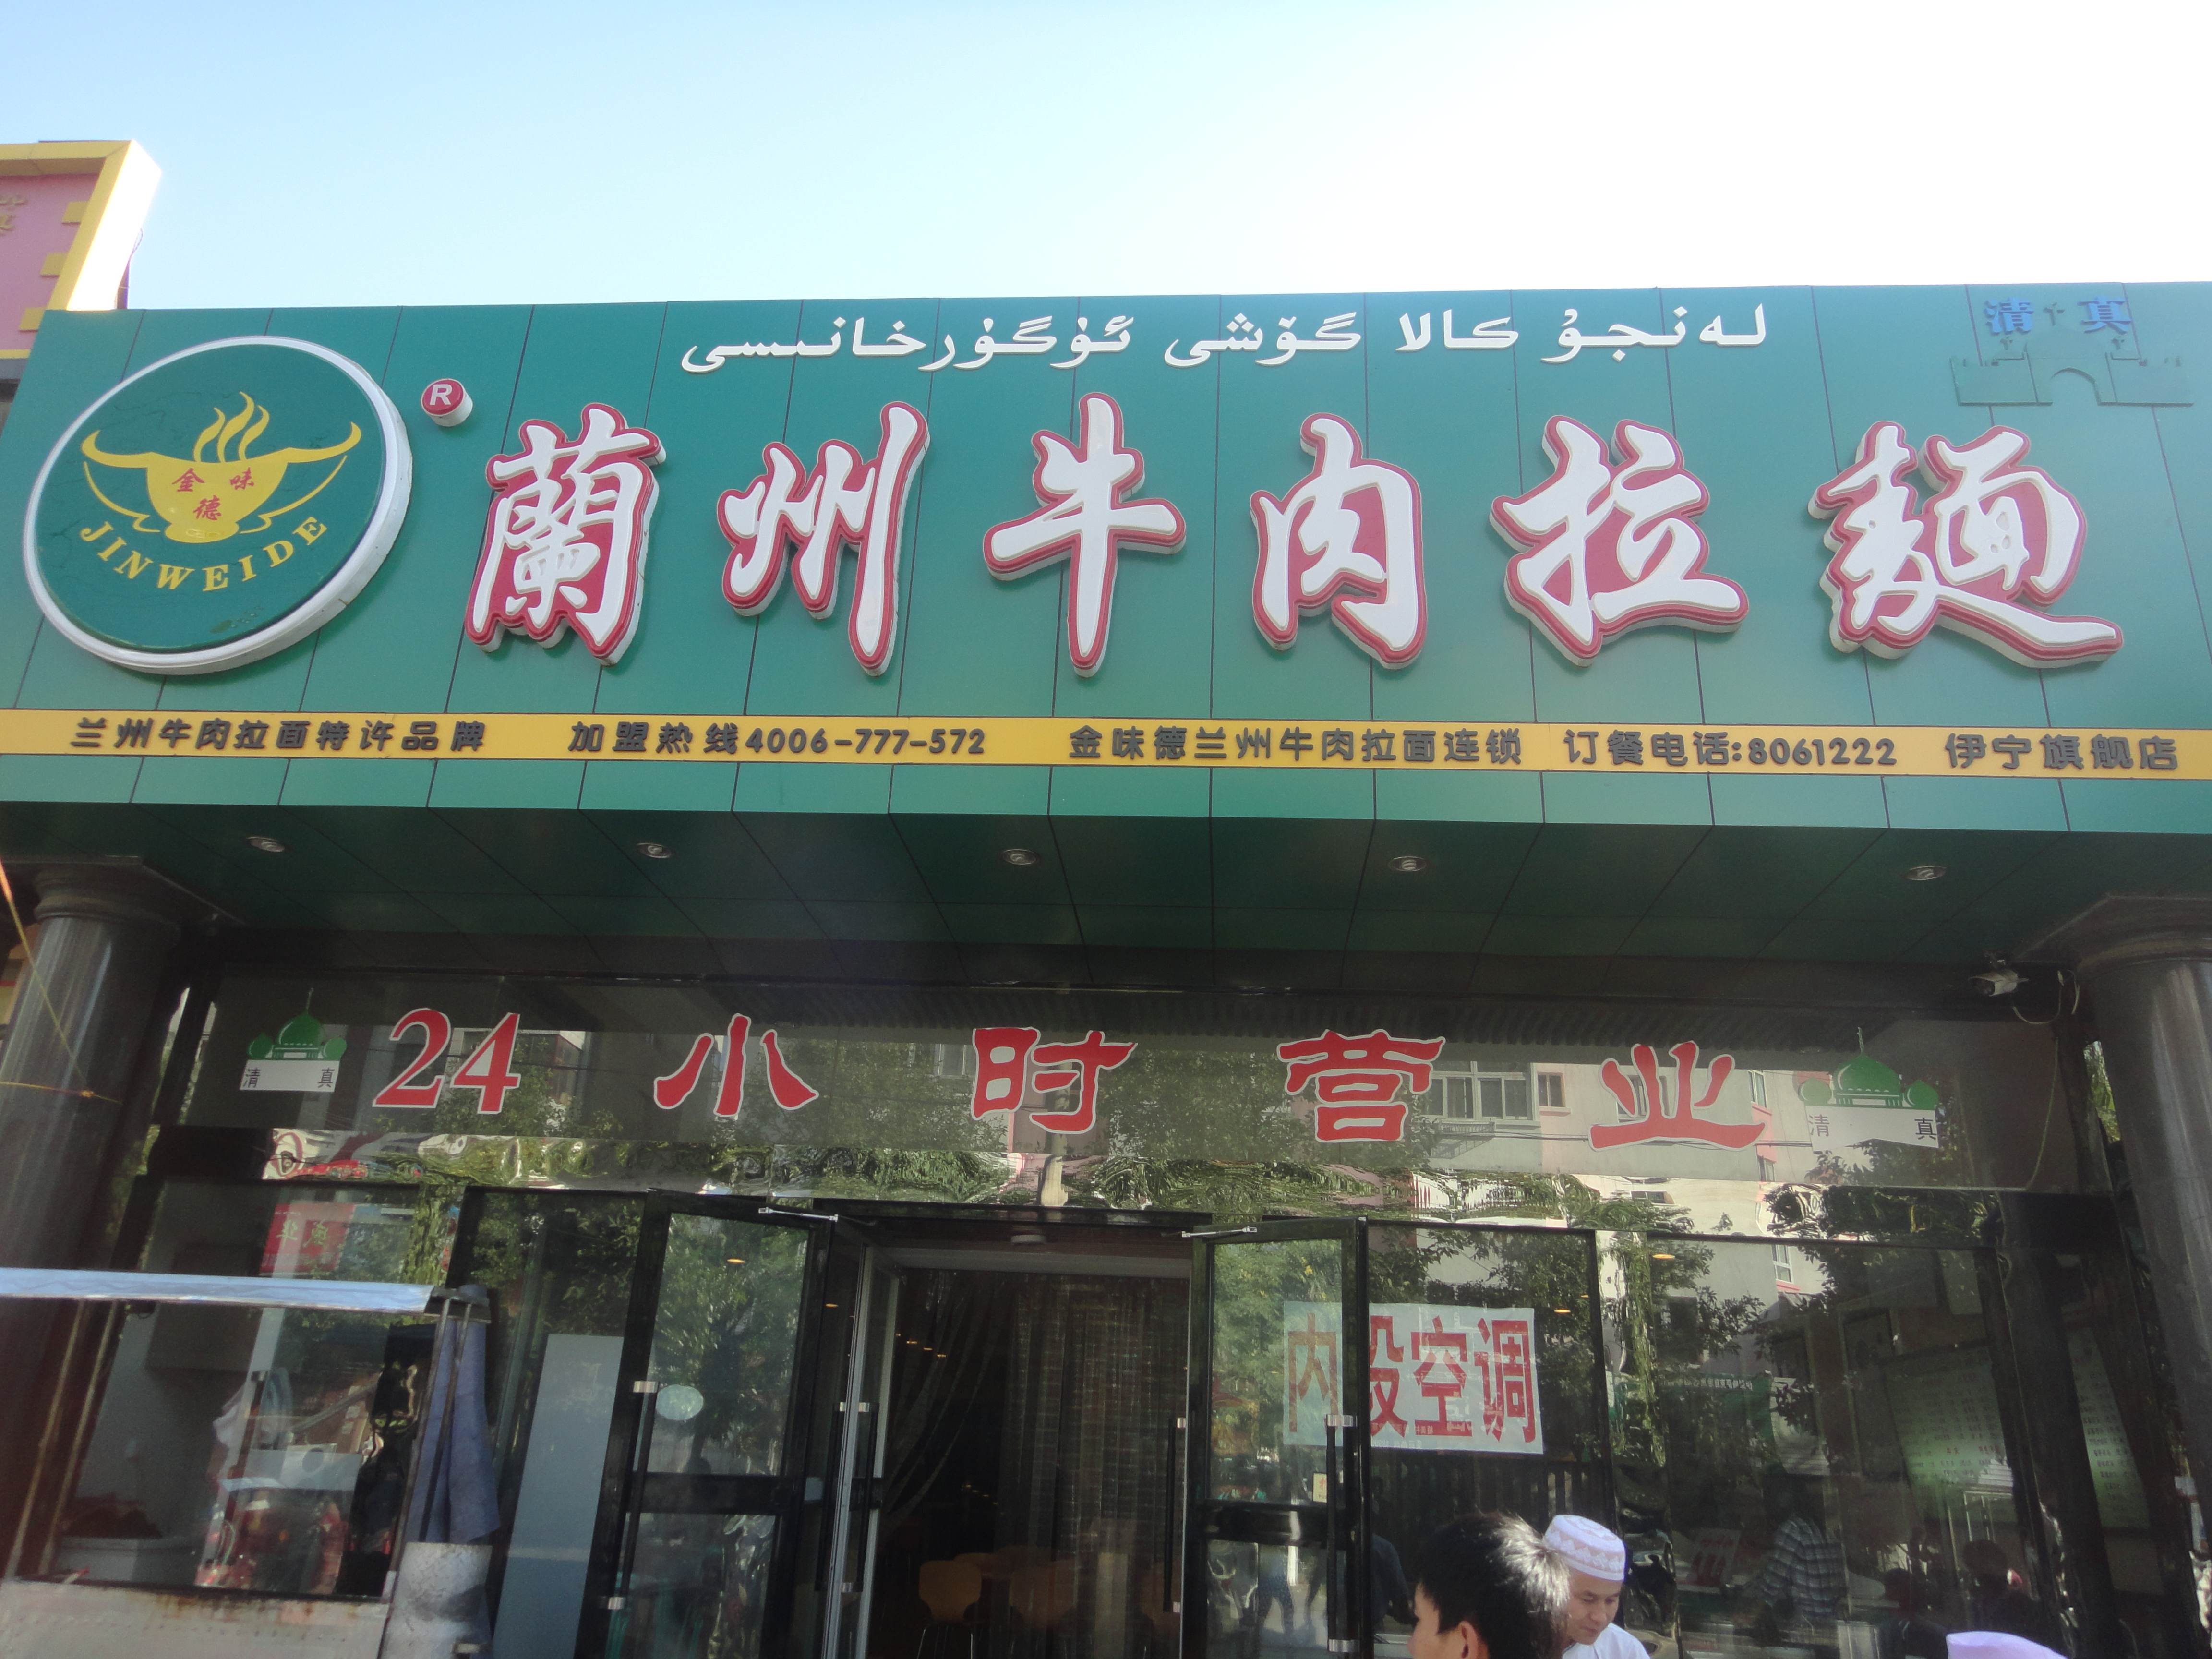 لەنجۇ كالا گۆشى ئۈگۈرخانىسى
清真
金味
德
JINWEIDE
R
蘭州牛肉拉麵
兰州牛肉拉面特许品牌 加盟热线4006-777-572 金味德兰州牛肉拉面连锁 订餐电话:8061222 伊宁旗舰店
24小时营业
清真
清真
内设空调